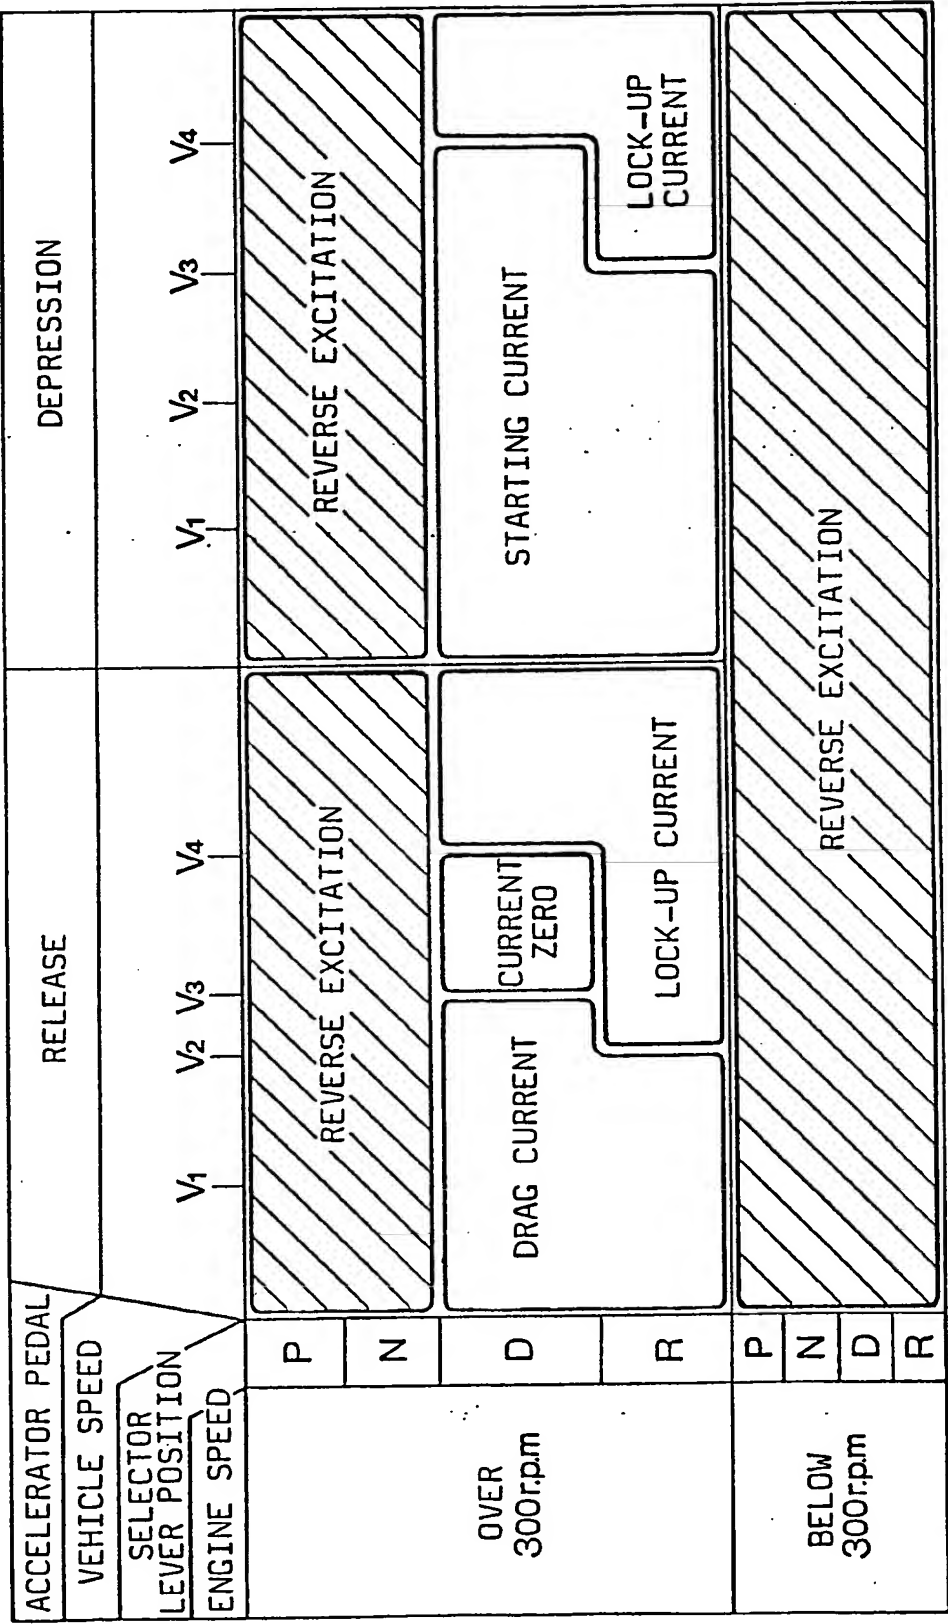 ACCELERATOR PEDAL
RELEASE
DEPRESSION
VEHICLE SPEED
V1
V2
V3
V4
V1
V2
V3
V4
SELECTOR
LEVER POSITION
ENGINE SPEED
OVER
300r.p.m
P
N
D
R
REVERSE EXCITATION
REVERSE EXCITATION
DRAG CURRENT
CURRENT
ZERO
LOCK-UP CURRENT
STARTING CURRENT
LOCK-UP
CURRENT
BELOW
300r.p.m
P
N
D
R
REVERSE EXCITATION